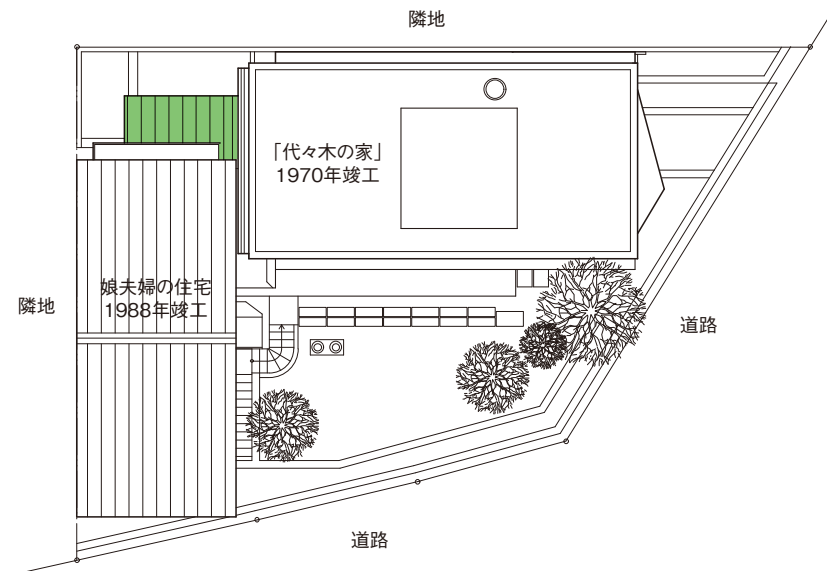 隣地
「代々木の家」
1970年竣工
娘夫婦の住宅
1988年竣工
隣地
道路
道路